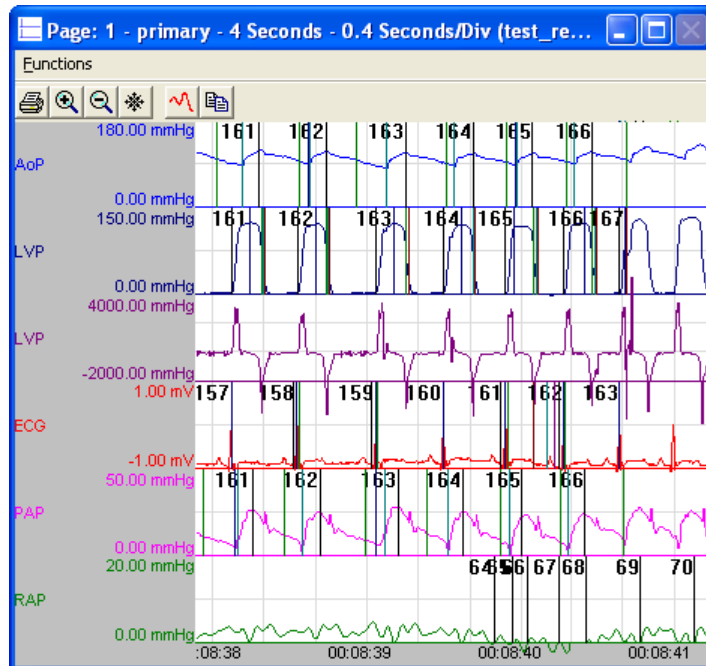 Page: 1 - primary - 4 Seconds - 0.4 Seconds/Div (test_re...
Functions
180.00 mmHg 161 162 163 164 165 166
AoP
0.00 mmHg
150.00 mmHg 161 162 163 164 165 166 167
LVP
0.00 mmHg
4000.00 mmHg
LVP
-2000.00 mmHg
1.00 mV 157 158 159 160 161 162 163
ECG
-1.00 mV
50.00 mmHg 161 162 163 164 165 166
PAP
0.00 mmHg
20.00 mmHg 64 67 68 69 70
RAP
0.00 mmHg
:08:38 00:08:39 00:08:40 00:08:41